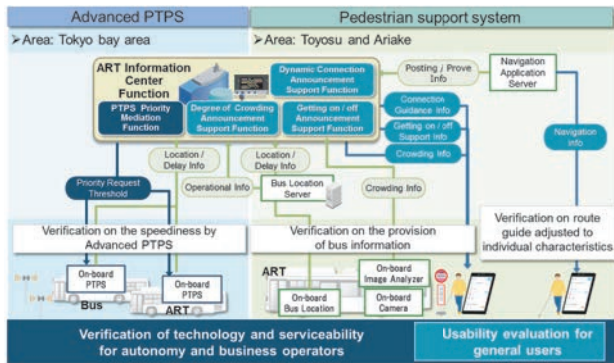 Advanced PTPS
Pedestrian support system
➢Area: Tokyo bay area
➢Area: Toyosu and Ariake
ART Information
Center Function
Dynamic Connection
Announcement
Support Function
PTPS Priority
Mediation
Function
Degree of Crowding
Announcement
Support Function
Getting on / off
Announcement
Support Function
Posting / Prove
Info
Navigation
Application
Server
Connection
Guidance Info
Getting on / off
Support Info
Crowding Info
Navigation
Info
Location /
Delay Info
Location /
Delay Info
Priority Request
Threshold
Operational Info
Bus Location
Server
Crowding Info
Verification on the speediness by
Advanced PTPS
Verification on the provision
of bus information
Verification on route
guide adjusted to
individual characteristics
On-board
PTPS
Bus
On-board
PTPS
ART
ART
On-board
Image Analyzer
On-board
Bus Location
On-board
Camera
Verification of technology and serviceability
for autonomy and business operators
Usability evaluation for
general users